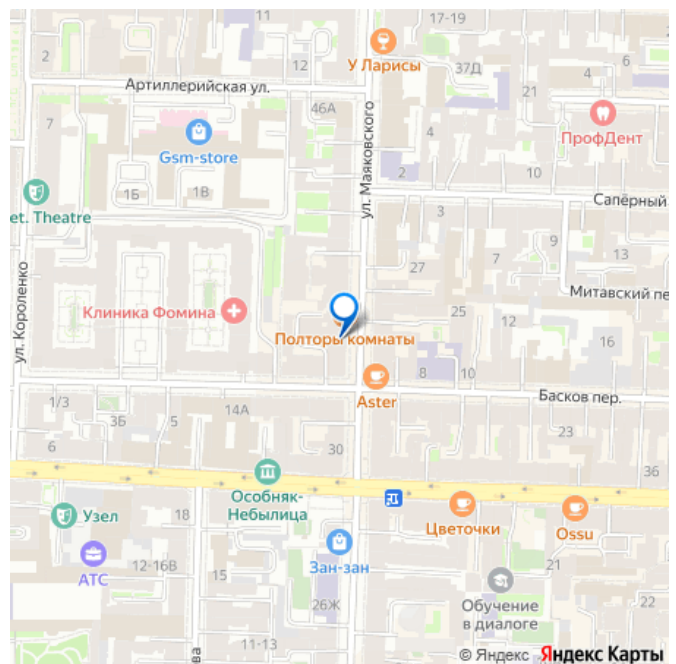 17-19
2
12
У Ларисы
37Д
4
6
Артиллерийская ул.
46А
21
7
ул. Маяковского
4
ПрофДент
Gsm-store
2
10
1Б
1В
et. Theatre
3
Сапёрный
9
13
27
7
ул. Короленко
Митавский пе
Клиника Фомина
25
Полторы комнаты
16
8
10
Aster
Басков пер.
1/3
3Б
5
14А
23
6
30
36
Особняк-
Небылица
Узел
18
Цветочки
Ossu
АТС
12-16В
15
Зан-зан
21
Обучение
в диалоге
26Ж
22
11-13
ва
© Яндекс Яндекс Карты